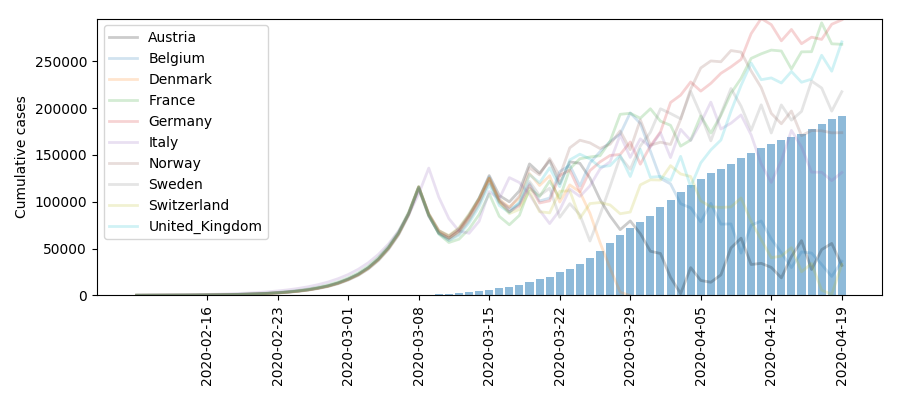 Cumulative cases
250000
200000
150000
100000
50000
0
Austria
Belgium
Denmark
France
Germany
Italy
Norway
Sweden
Switzerland
United_Kingdom
2020-02-16
2020-02-23
2020-03-01
2020-03-08
2020-03-15
2020-03-22
2020-03-29
2020-04-05
2020-04-12
2020-04-19